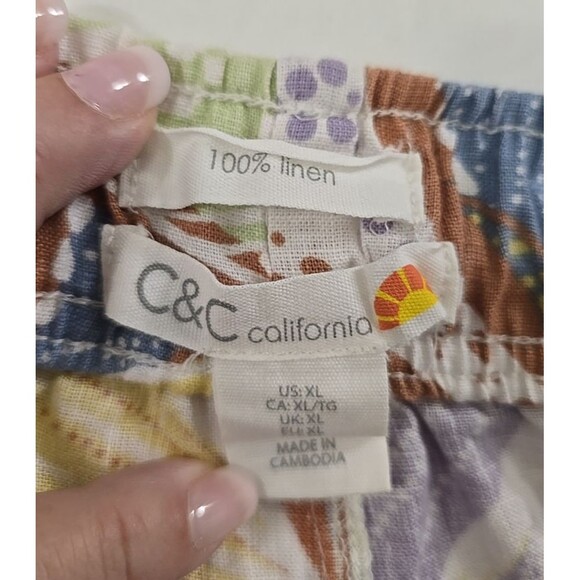 100% linen
C&C california
US: XL
CA: XL/TG
UK: XL
EU: XL
MADE IN
CAMBODIA